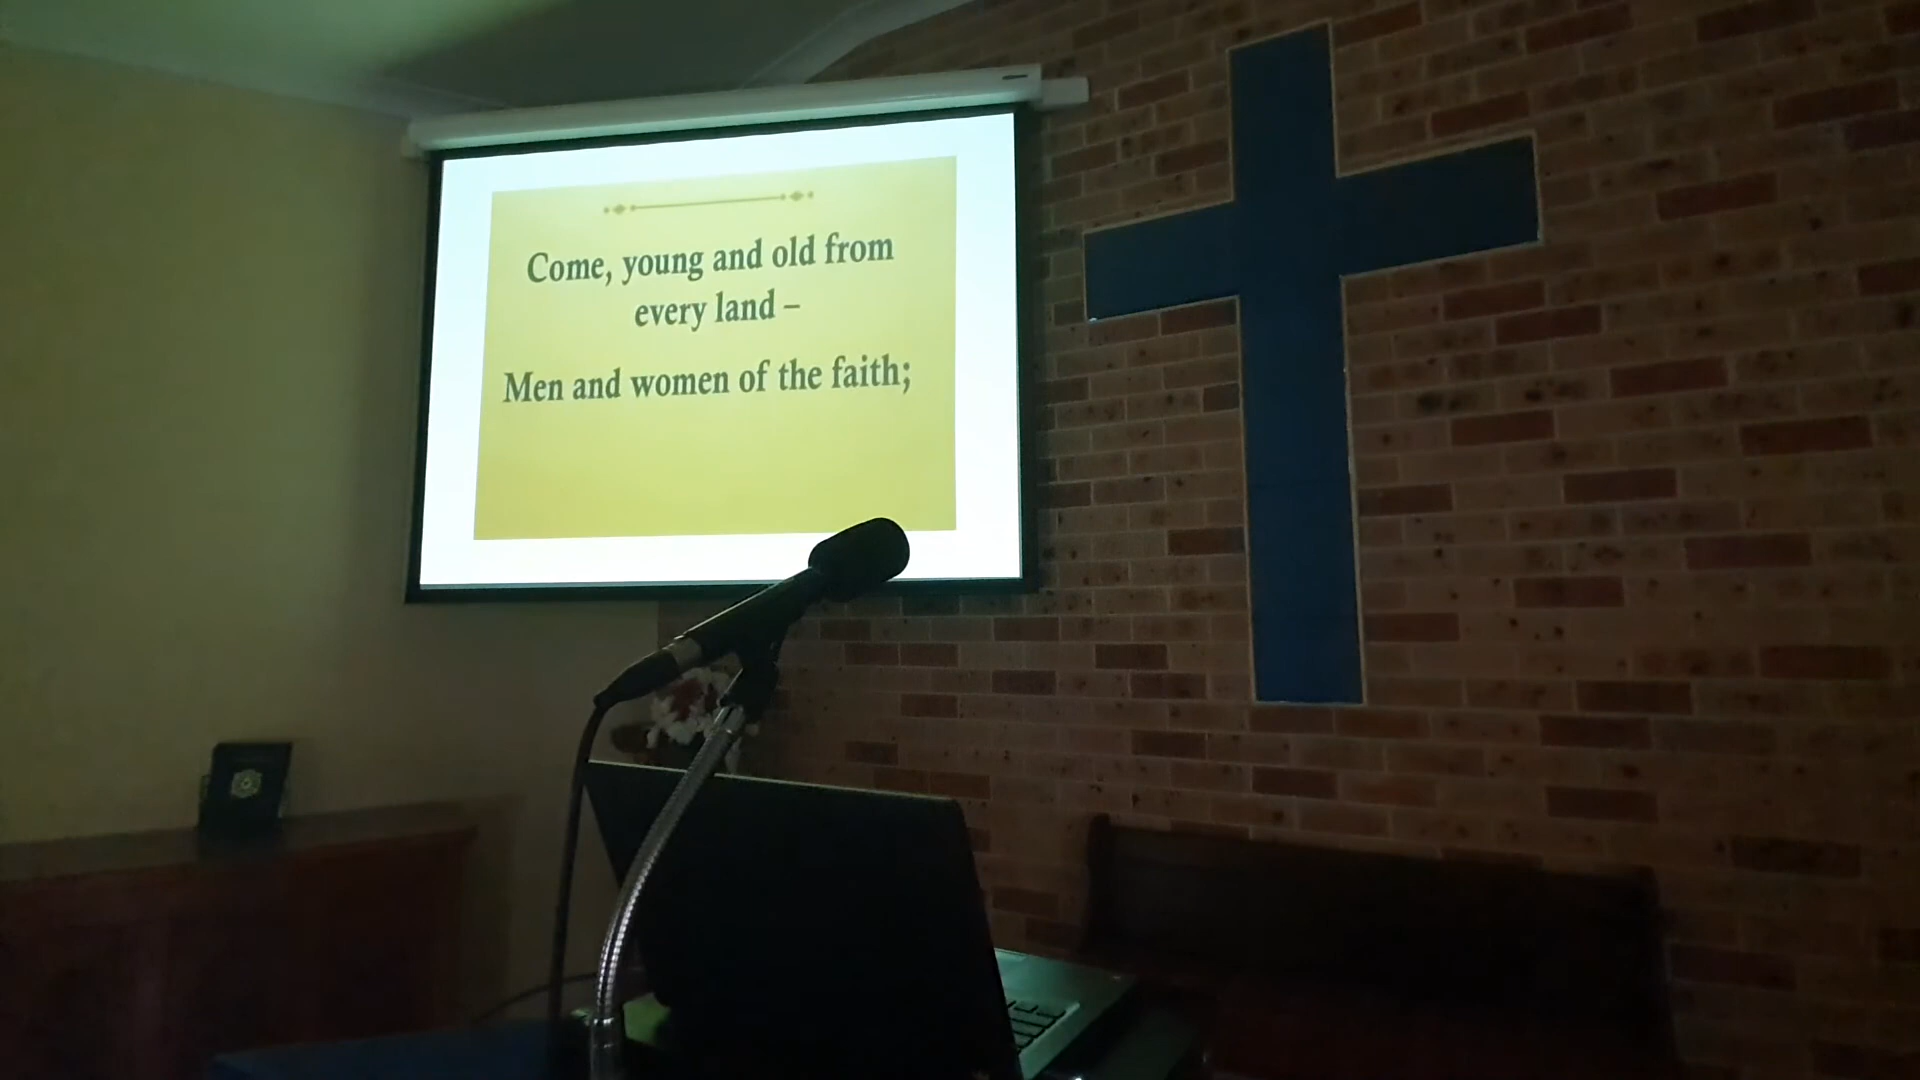 Come, young and old from
every land –
Men and women of the faith;